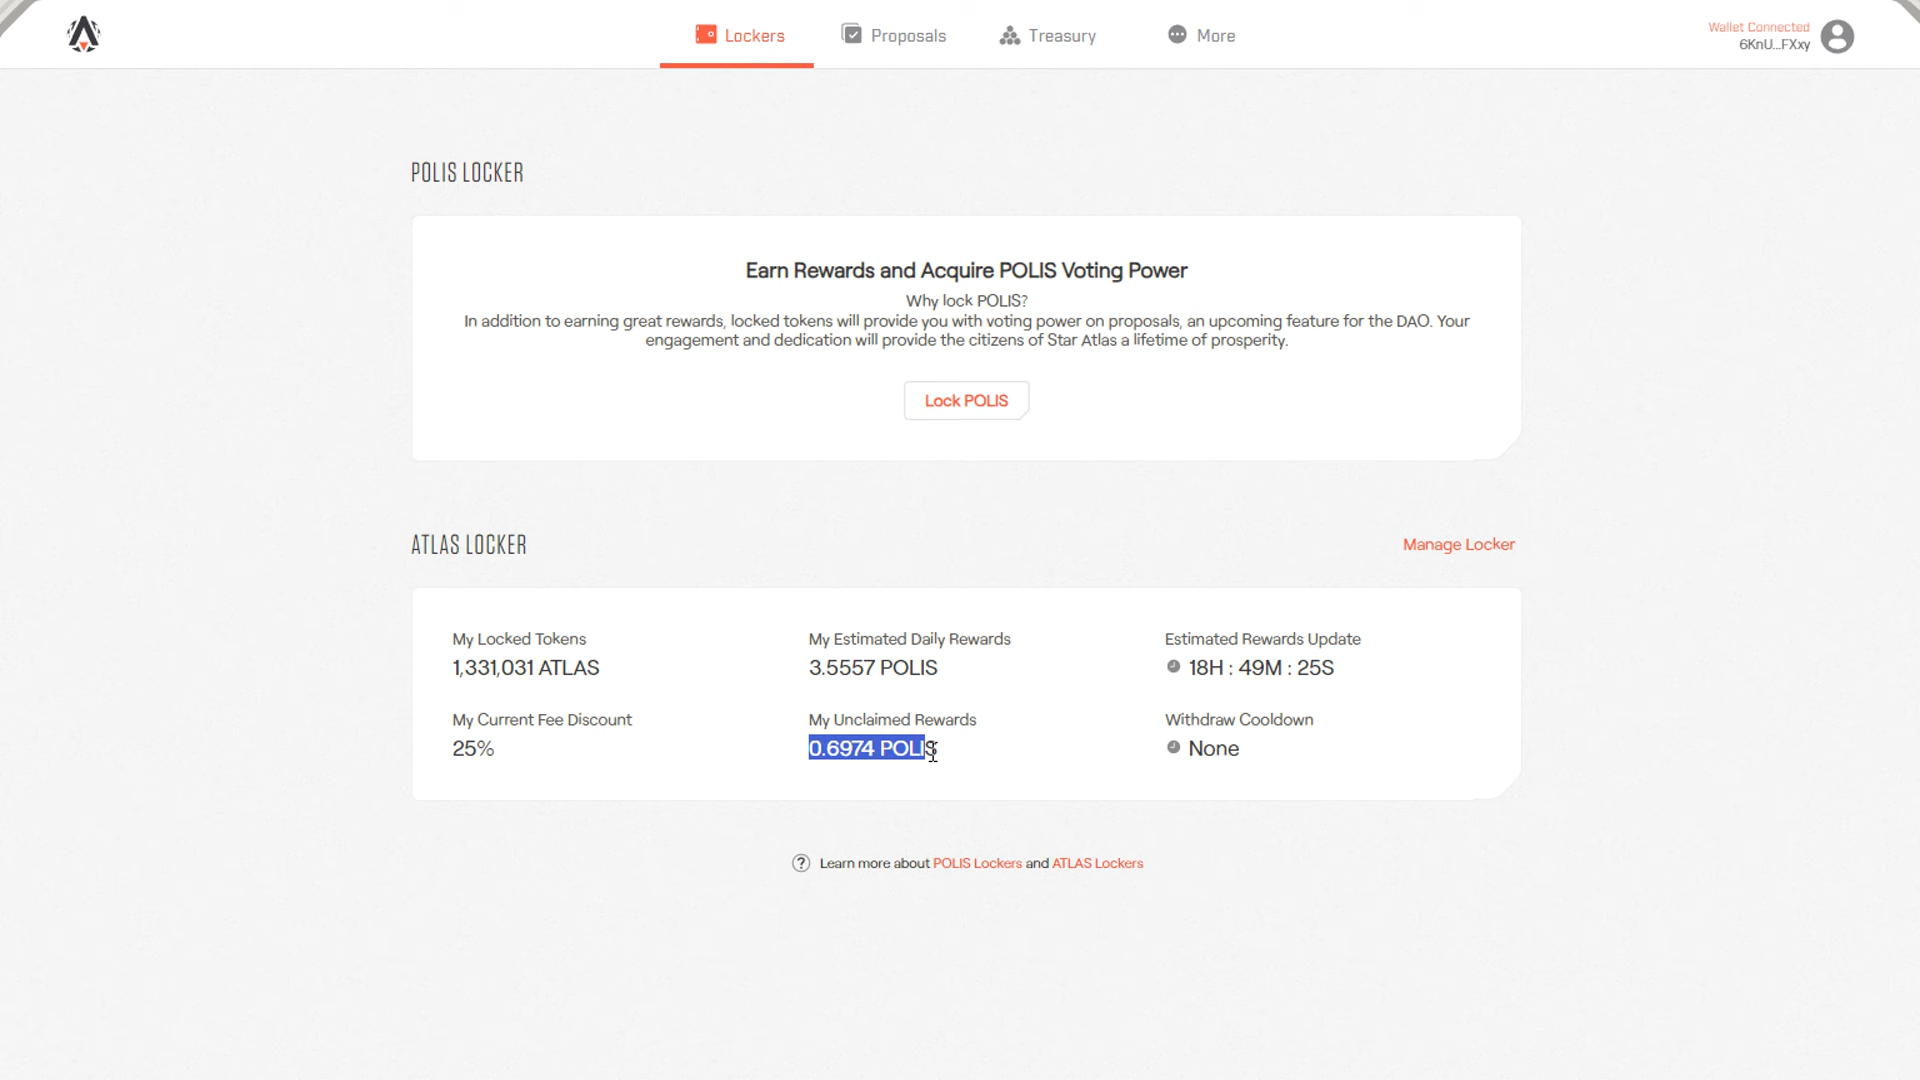 Lockers
Proposals
Treasury
More
Wallet Connected
6KnU...FXxy
POLIS LOCKER
Earn Rewards and Acquire POLIS Voting Power
Why lock POLIS?
In addition to earning great rewards, locked tokens will provide you with voting power on proposals, an upcoming feature for the DAO. Your
engagement and dedication will provide the citizens of Star Atlas a lifetime of prosperity.
Lock POLIS
ATLAS LOCKER
Manage Locker
My Locked Tokens
1,331,031 ATLAS
My Estimated Daily Rewards
3.5557 POLIS
Estimated Rewards Update
18H : 49M : 25S
My Current Fee Discount
25%
My Unclaimed Rewards
0.6974 POLIS
Withdraw Cooldown
None
? Learn more about POLIS Lockers and ATLAS Lockers